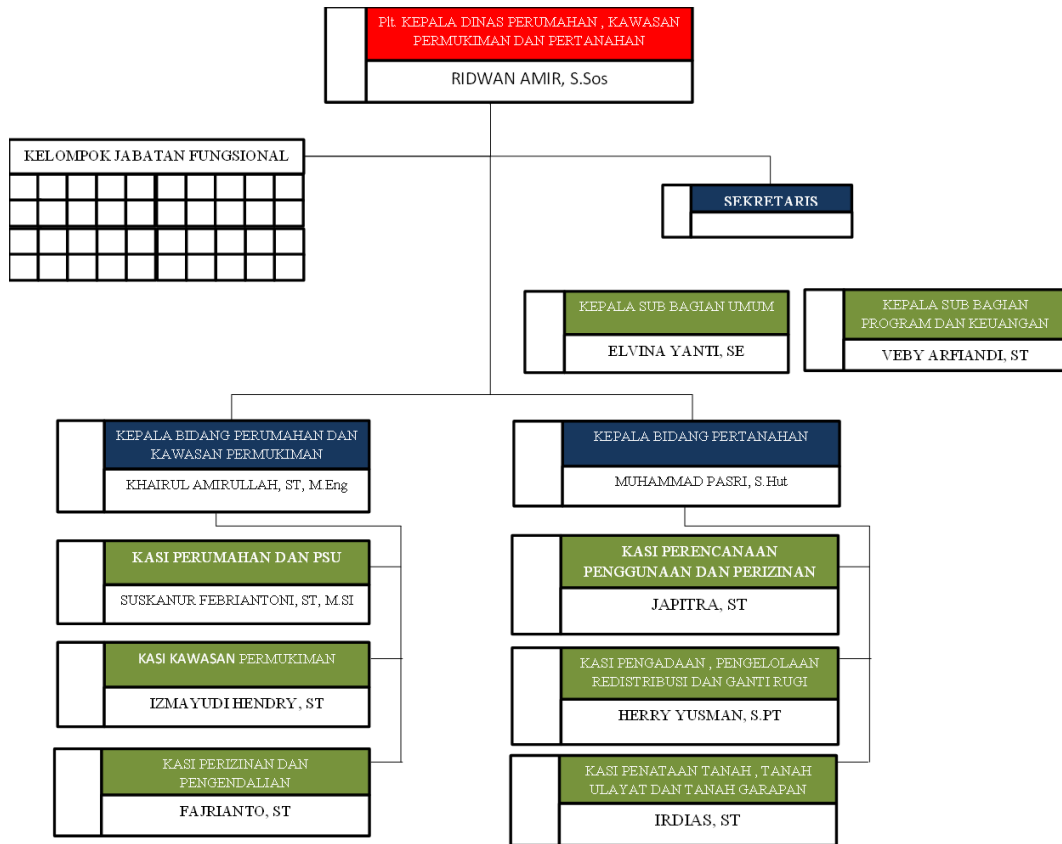 Plt. KEPALA DINAS PERUMAHAN , KAWASAN
PERMUKIMAN DAN PERTANAHAN
RIDWAN AMIR, S.Sos
KELOMPOK JABATAN FUNGSIONAL
SEKRETARIS
KEPALA SUB BAGIAN UMUM
ELVINA YANTI, SE
KEPALA SUB BAGIAN
PROGRAM DAN KEUANGAN
VEBY ARFIANDI, ST
KEPALA BIDANG PERUMAHAN DAN
KAWASAN PERMUKIMAN
KHAIRUL AMIRULLAH, ST, M.Eng
KEPALA BIDANG PERTANAHAN
MUHAMMAD PASRI, S.Hut
KASI PERUMAHAN DAN PSU
SUSKANUR FEBRIANTONI, ST, M.SI
KASI KAWASAN PERMUKIMAN
IZMAYUDI HENDRY, ST
KASI PERIZINAN DAN
PENGENDALIAN
FAJRIANTO, ST
KASI PERENCANAAN
PENGGUNAAN DAN PERIZINAN
JAPITRA, ST
KASI PENGADAAN , PENGELOLAAN
REDISTRIBUSI DAN GANTI RUGI
HERRY YUSMAN, S.PT
KASI PENATAAN TANAH , TANAH
ULAYAT DAN TANAH GARAPAN
IRDIAS, ST